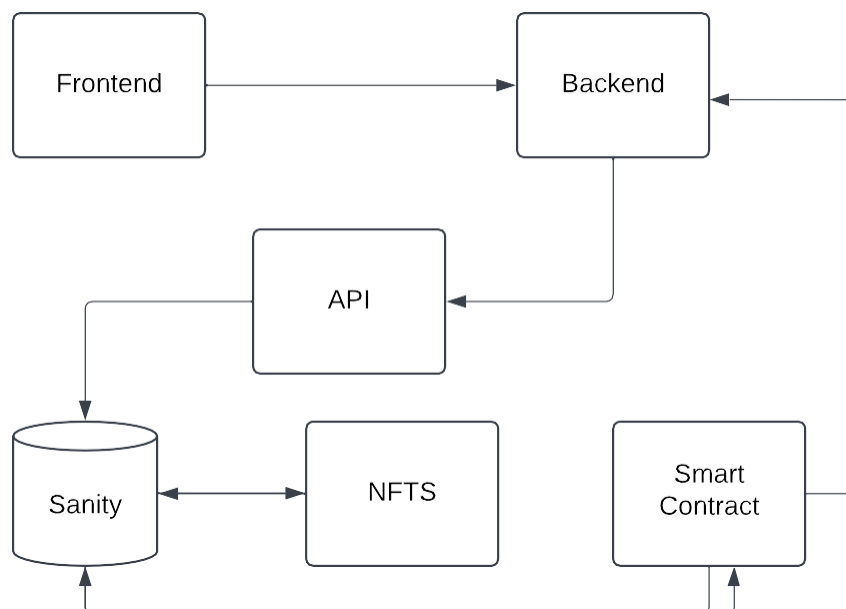 Frontend
Backend
API
Sanity
NFTS
Smart
Contract